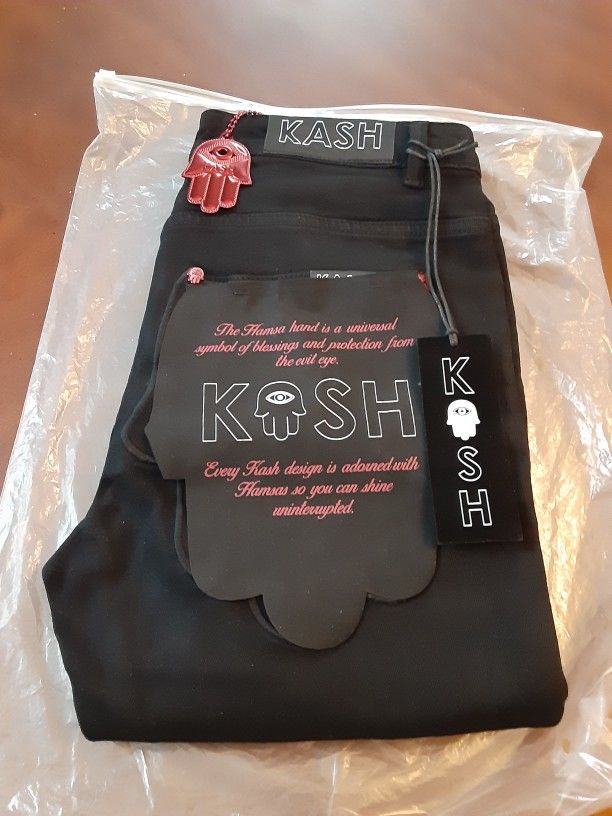 KASH
The Hamsa hand is a universal
symbol of blessings and protection from
the evil eye.
KASH
Every Kash design is adorned with
Hamsas so you can shine
uninterrupted.
K
A
S
H